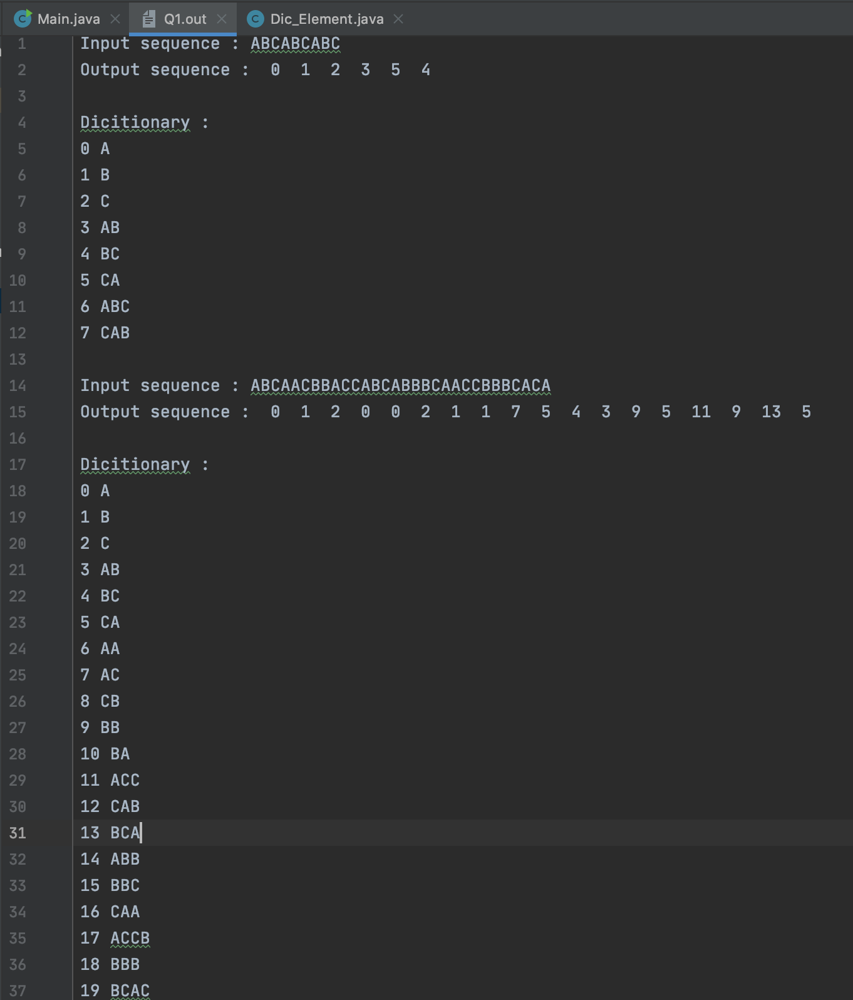 Main.java Q1.out Dic_Element.java
1 Input sequence : ABCABCABC
2 Output sequence : 0 1 2 3 5 4
3
4 Dicitionary :
5 0 A
6 1 B
7 2 C
8 3 AB
9 4 BC
10 5 CA
11 6 ABC
12 7 CAB
13
14 Input sequence : ABCAACBBACCABCABBBCAACCBBBCACA
15 Output sequence : 0 1 2 0 0 2 1 1 7 5 4 3 9 5 11 9 13 5
16
17 Dicitionary :
18 0 A
19 1 B
20 2 C
21 3 AB
22 4 BC
23 5 CA
24 6 AA
25 7 AC
26 8 CB
27 9 BB
28 10 BA
29 11 ACC
30 12 CAB
31 13 BCA
32 14 ABB
33 15 BBC
34 16 CAA
35 17 ACCB
36 18 BBB
37 19 BCAC